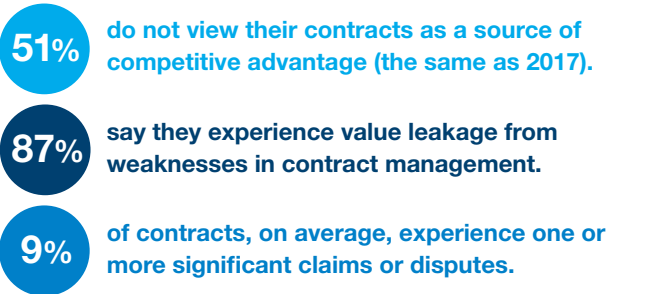 51%
do not view their contracts as a source of
competitive advantage (the same as 2017).
87%
say they experience value leakage from
weaknesses in contract management.
9%
of contracts, on average, experience one or
more significant claims or disputes.